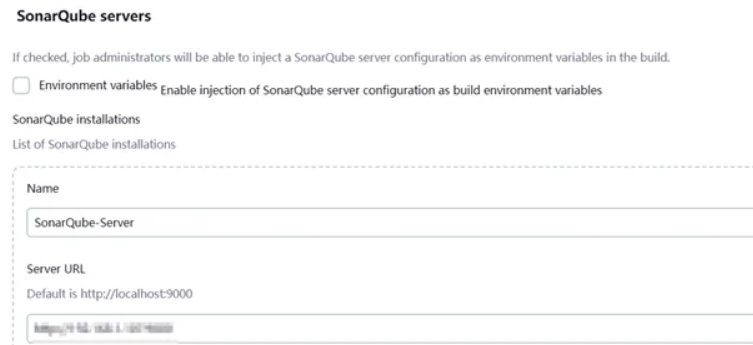 SonarQube servers
If checked, job administrators will be able to inject a SonarQube server configuration as environment variables in the build.
Environment variables Enable injection of SonarQube server configuration as build environment variables
SonarQube installations
List of SonarQube installations
Name
SonarQube-Server
Server URL
Default is http://localhost:9000